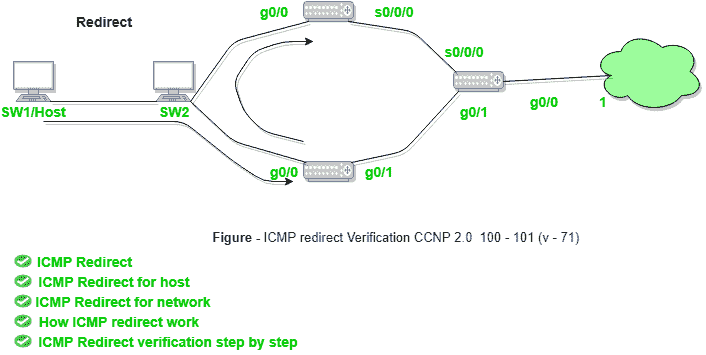 g0/0
s0/0/0
Redirect
s0/0/0
SW1/Host
SW2
g0/1
g0/0
1
g0/0
g0/1
Figure - ICMP redirect Verification CCNP 2.0 100 - 101 (v - 71)
ICMP Redirect
ICMP Redirect for host
ICMP Redirect for network
How ICMP redirect work
ICMP Redirect verification step by step